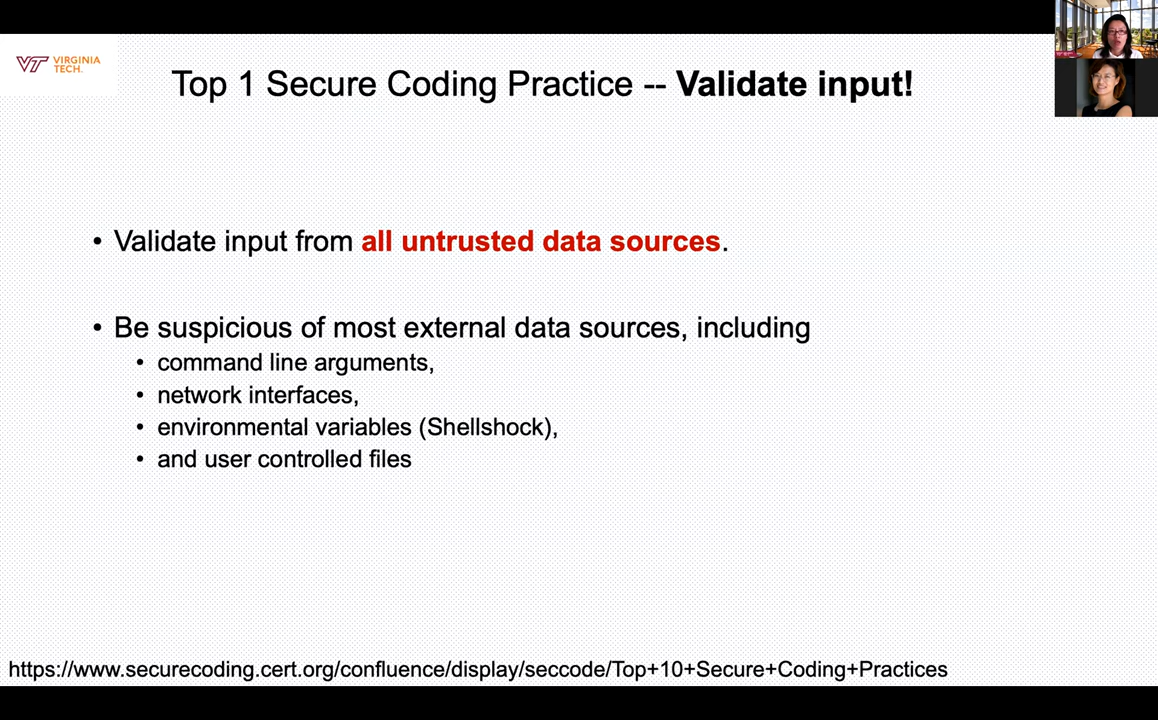 VT VIRGINIA
TECH.
Top 1 Secure Coding Practice -- Validate input!
• Validate input from all untrusted data sources.
• Be suspicious of most external data sources, including
• command line arguments,
• network interfaces,
• environmental variables (Shellshock),
• and user controlled files
https://www.securecoding.cert.org/confluence/display/seccode/Top+10+Secure+Coding+Practices